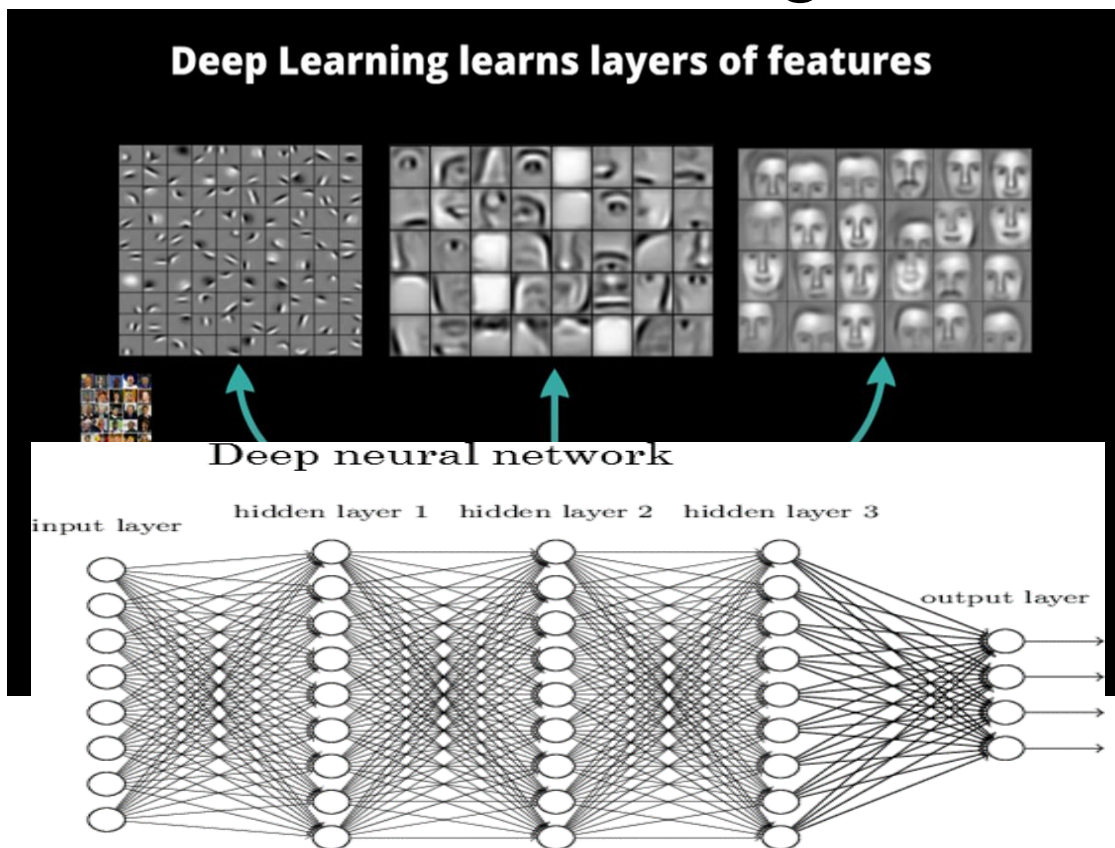 Deep Learning learns layers of features
Deep neural network
hidden layer 1 hidden layer 2 hidden layer 3
input layer
output layer